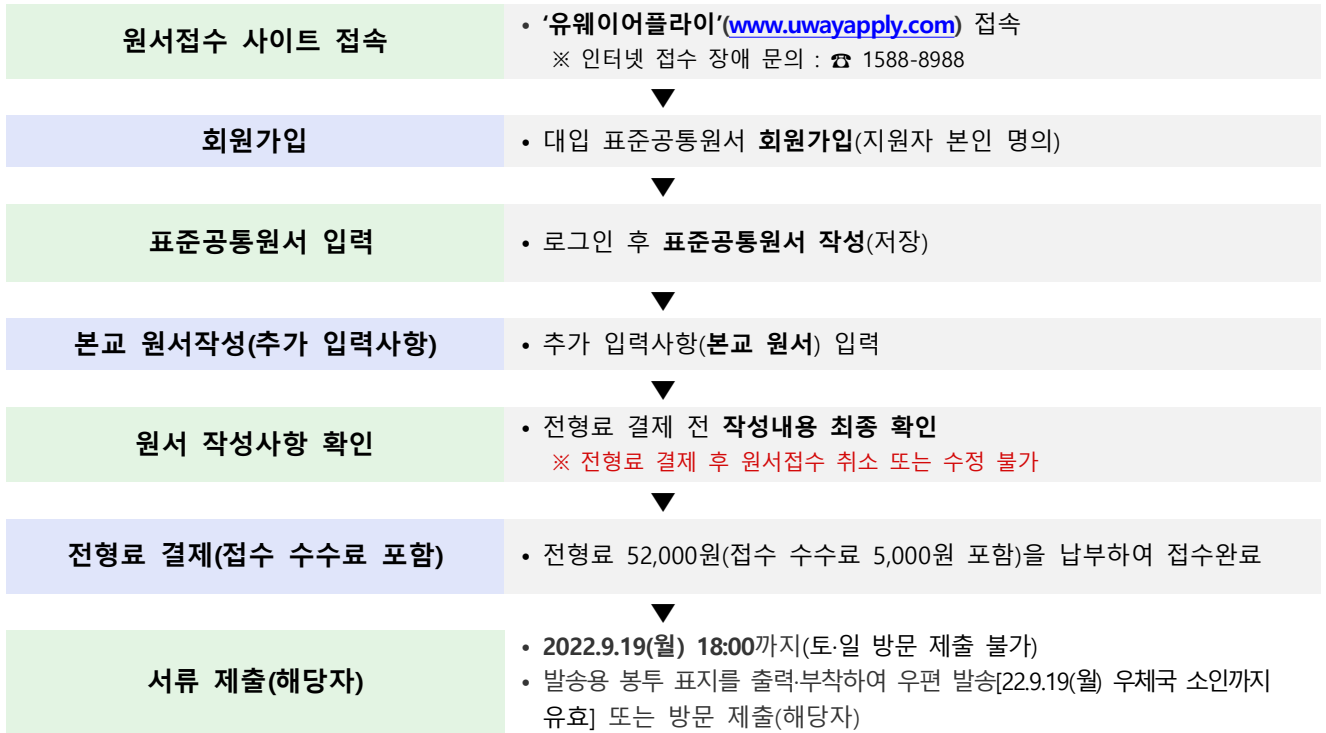 원서접수 사이트 접속
• ‘유웨이어플라이’(www.uwayapply.com) 접속
※ 인터넷 접수 장애 문의 : ☎ 1588-8988
▼
회원가입
• 대입 표준공통원서 회원가입(지원자 본인 명의)
▼
표준공통원서 입력
• 로그인 후 표준공통원서 작성(저장)
▼
본교 원서작성(추가 입력사항)
• 추가 입력사항(본교 원서) 입력
▼
원서 작성사항 확인
• 전형료 결제 전 작성내용 최종 확인
※ 전형료 결제 후 원서접수 취소 또는 수정 불가
▼
전형료 결제(접수 수수료 포함)
• 전형료 52,000원(접수 수수료 5,000원 포함)을 납부하여 접수완료
▼
서류 제출(해당자)
• 2022.9.19(월) 18:00까지(토·일 방문 제출 불가)
• 발송용 봉투 표지를 출력·부착하여 우편 발송[22.9.19(월) 우체국 소인까지
유효] 또는 방문 제출(해당자)